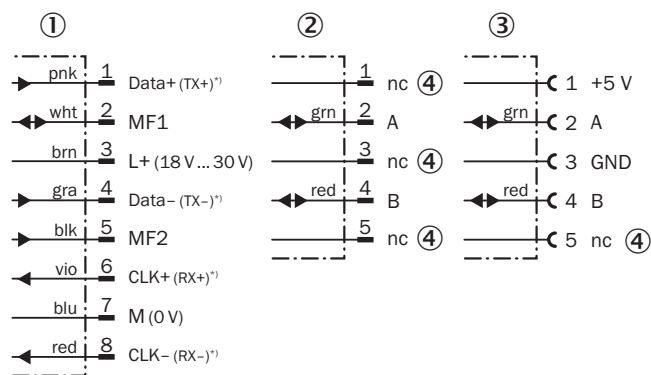 ① ② ③
pnk 1 Data+ (TX+)*)
wht 2 MF1
brn 3 L+ (18 V ... 30 V)
gra 4 Data– (TX–)*)
blk 5 MF2
vio 6 CLK+ (RX+)*)
blu 7 M (0 V)
red 8 CLK– (RX–)*)
1 nc ④
grn 2 A
3 nc ④
red 4 B
5 nc ④
1 +5 V
grn 2 A
3 GND
red 4 B
5 nc ④